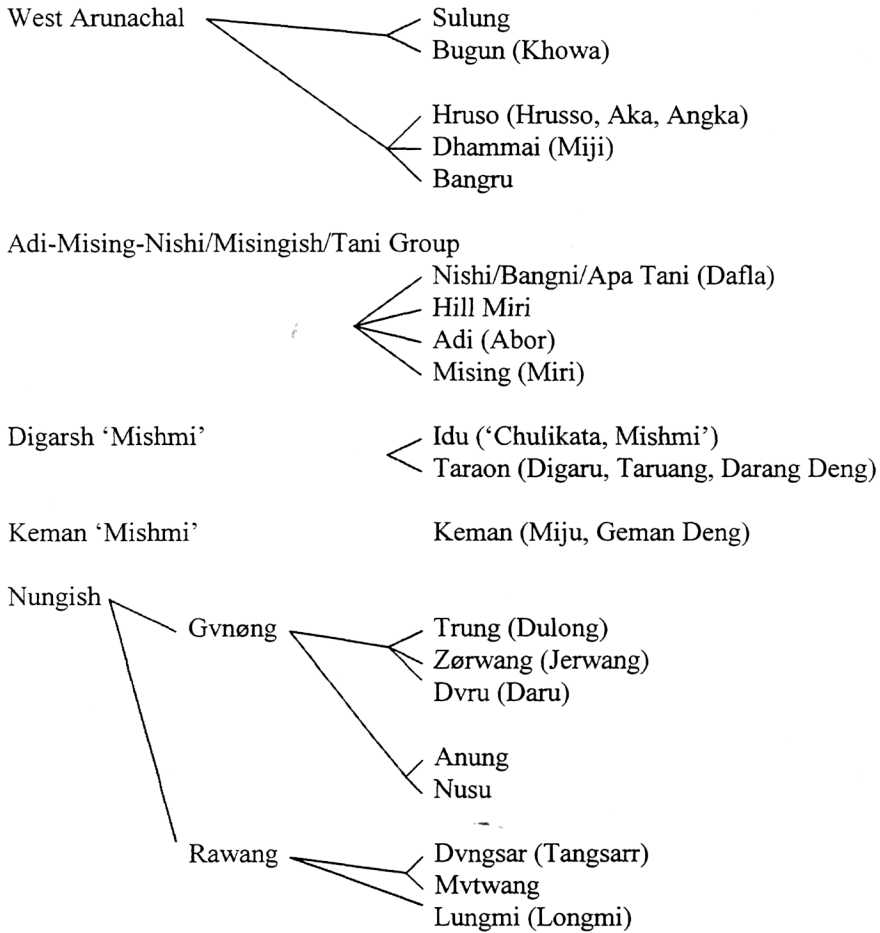 West Arunachal
Sulung
Bugun (Khowa)
Hruso (Hrusso, Aka, Angka)
Dhammai (Miji)
Bangru
Adi-Mising-Nishi/Misingish/Tani Group
Nishi/Bangni/Apa Tani (Dafla)
Hill Miri
Adi (Abor)
Mising (Miri)
Digarsh ‘Mishmi’
Idu (‘Chulikata, Mishmi’)
Taraon (Digaru, Taruang, Darang Deng)
Keman ‘Mishmi’
Keman (Miju, Geman Deng)
Nungish
Gvnøng
Trung (Dulong)
Zørwang (Jerwang)
Dvru (Daru)
Anung
Nusu
Rawang
Dvngsar (Tangsarr)
Mvtwang
Lungmi (Longmi)